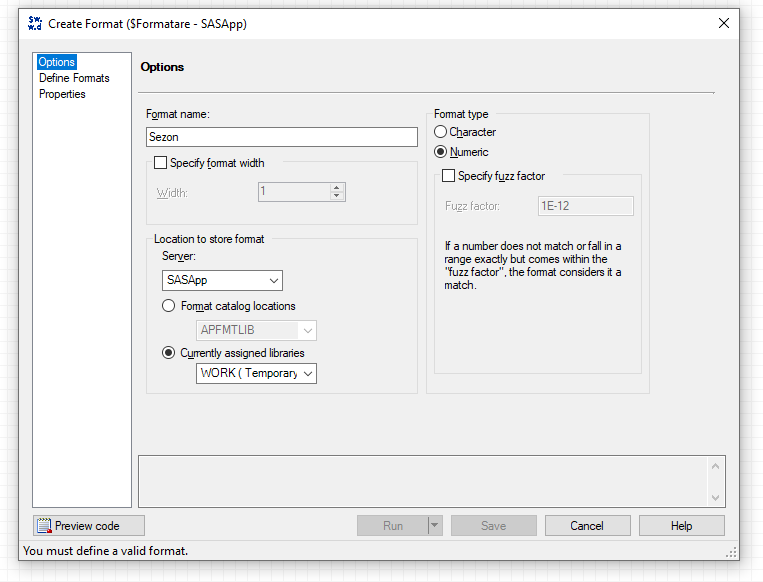 Create Format ($Formatare - SASApp)
Options
Define Formats
Properties
Options
Format name:
Sezon
Specify format width
Width:
1
Location to store format
Server:
SASApp
Format catalog locations
APFMTLIB
Currently assigned libraries
WORK ( Temporary
Format type
Character
Numeric
Specify fuzz factor
Fuzz factor:
1E-12
If a number does not match or fall in a
range exactly but comes within the
"fuzz factor", the format considers it a
match.
Preview code
Run
Save
Cancel
Help
You must define a valid format.